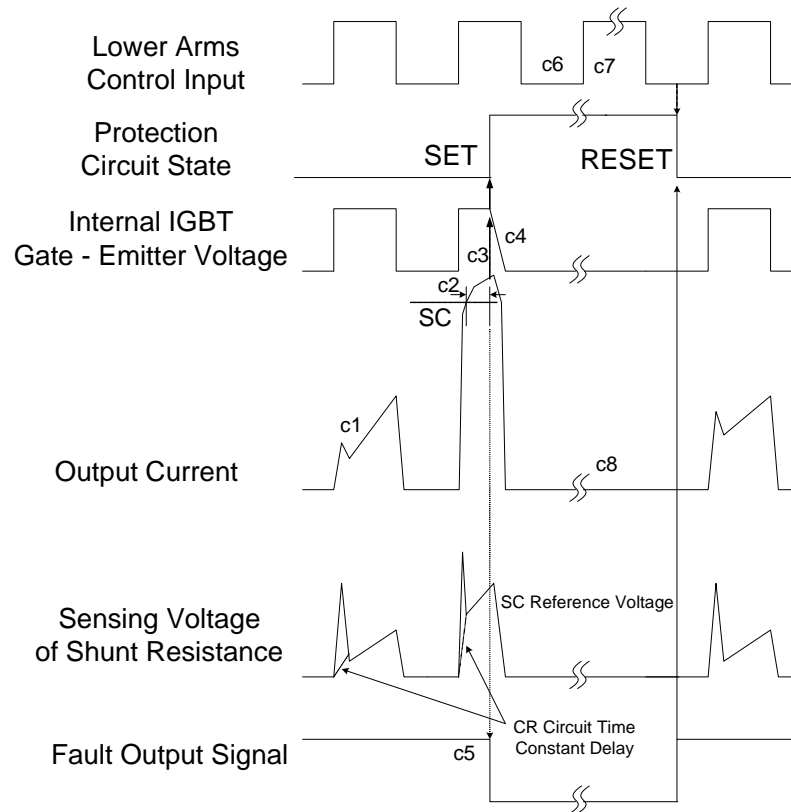 Lower Arms
Control Input
c6
c7
Protection
Circuit State
SET
RESET
Internal IGBT
Gate - Emitter Voltage
c3
c4
c2
SC
c1
Output Current
c8
SC Reference Voltage
Sensing Voltage
of Shunt Resistance
CR Circuit Time
Constant Delay
Fault Output Signal
c5